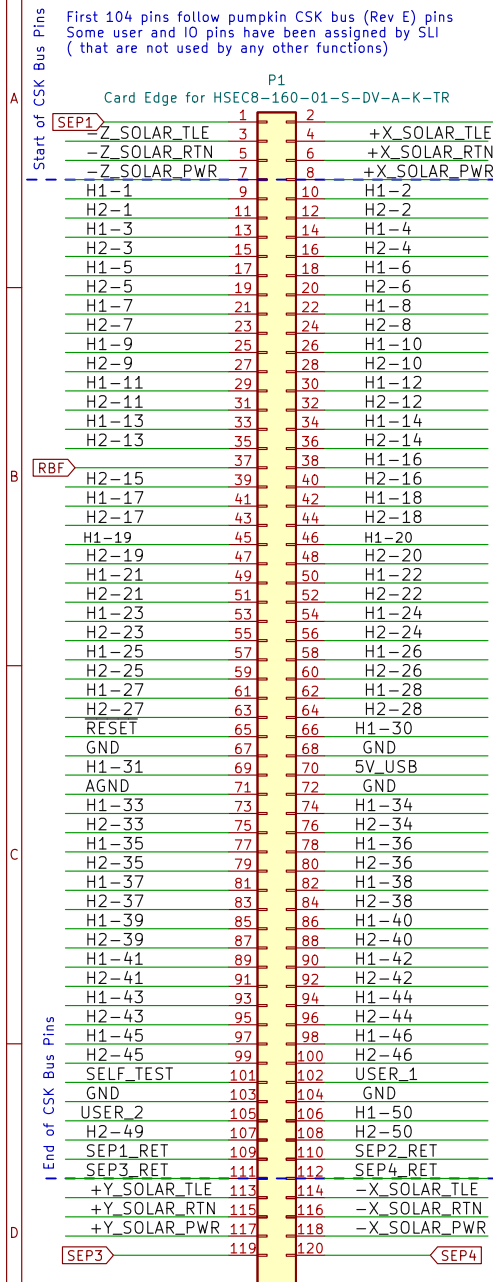 First 104 pins follow pumpkin CSK bus (Rev E) pins
Some user and IO pins have been assigned by SLI
( that are not used by any other functions)
Start of CSK Bus Pins
A
P1
Card Edge for HSEC8-160-01-S-DV-A-K-TR
SEP1 1 2
-Z_SOLAR_TLE 3 4 +X_SOLAR_TLE
-Z_SOLAR_RTN 5 6 +X_SOLAR_RTN
-Z_SOLAR_PWR 7 8 +X_SOLAR_PWR
H1-1 9 10 H1-2
H2-1 11 12 H2-2
H1-3 13 14 H1-4
H2-3 15 16 H2-4
H1-5 17 18 H1-6
H2-5 19 20 H2-6
H1-7 21 22 H1-8
H2-7 23 24 H2-8
H1-9 25 26 H1-10
H2-9 27 28 H2-10
H1-11 29 30 H1-12
H2-11 31 32 H2-12
H1-13 33 34 H1-14
H2-13 35 36 H2-14
RBF 37 38 H1-16
B
H2-15 39 40 H2-16
H1-17 41 42 H1-18
H2-17 43 44 H2-18
H1-19 45 46 H1-20
H2-19 47 48 H2-20
H1-21 49 50 H1-22
H2-21 51 52 H2-22
H1-23 53 54 H1-24
H2-23 55 56 H2-24
H1-25 57 58 H1-26
H2-25 59 60 H2-26
H1-27 61 62 H1-28
H2-27 63 64 H2-28
RESET 65 66 H1-30
GND 67 68 GND
H1-31 69 70 5V_USB
AGND 71 72 GND
H1-33 73 74 H1-34
H2-33 75 76 H2-34
H1-35 77 78 H1-36
C
H2-35 79 80 H2-36
H1-37 81 82 H1-38
H2-37 83 84 H2-38
H1-39 85 86 H1-40
H2-39 87 88 H2-40
H1-41 89 90 H1-42
H2-41 91 92 H2-42
H1-43 93 94 H1-44
H2-43 95 96 H2-44
H1-45 97 98 H1-46
H2-45 99 100 H2-46
SELF_TEST 101 102 USER_1
GND 103 104 GND
USER_2 105 106 H1-50
H2-49 107 108 H2-50
SEP1_RET 109 110 SEP2_RET
SEP3_RET 111 112 SEP4_RET
End of CSK Bus Pins
+Y_SOLAR_TLE 113 114 -X_SOLAR_TLE
+Y_SOLAR_RTN 115 116 -X_SOLAR_RTN
D
+Y_SOLAR_PWR 117 118 -X_SOLAR_PWR
SEP3 119 120 SEP4